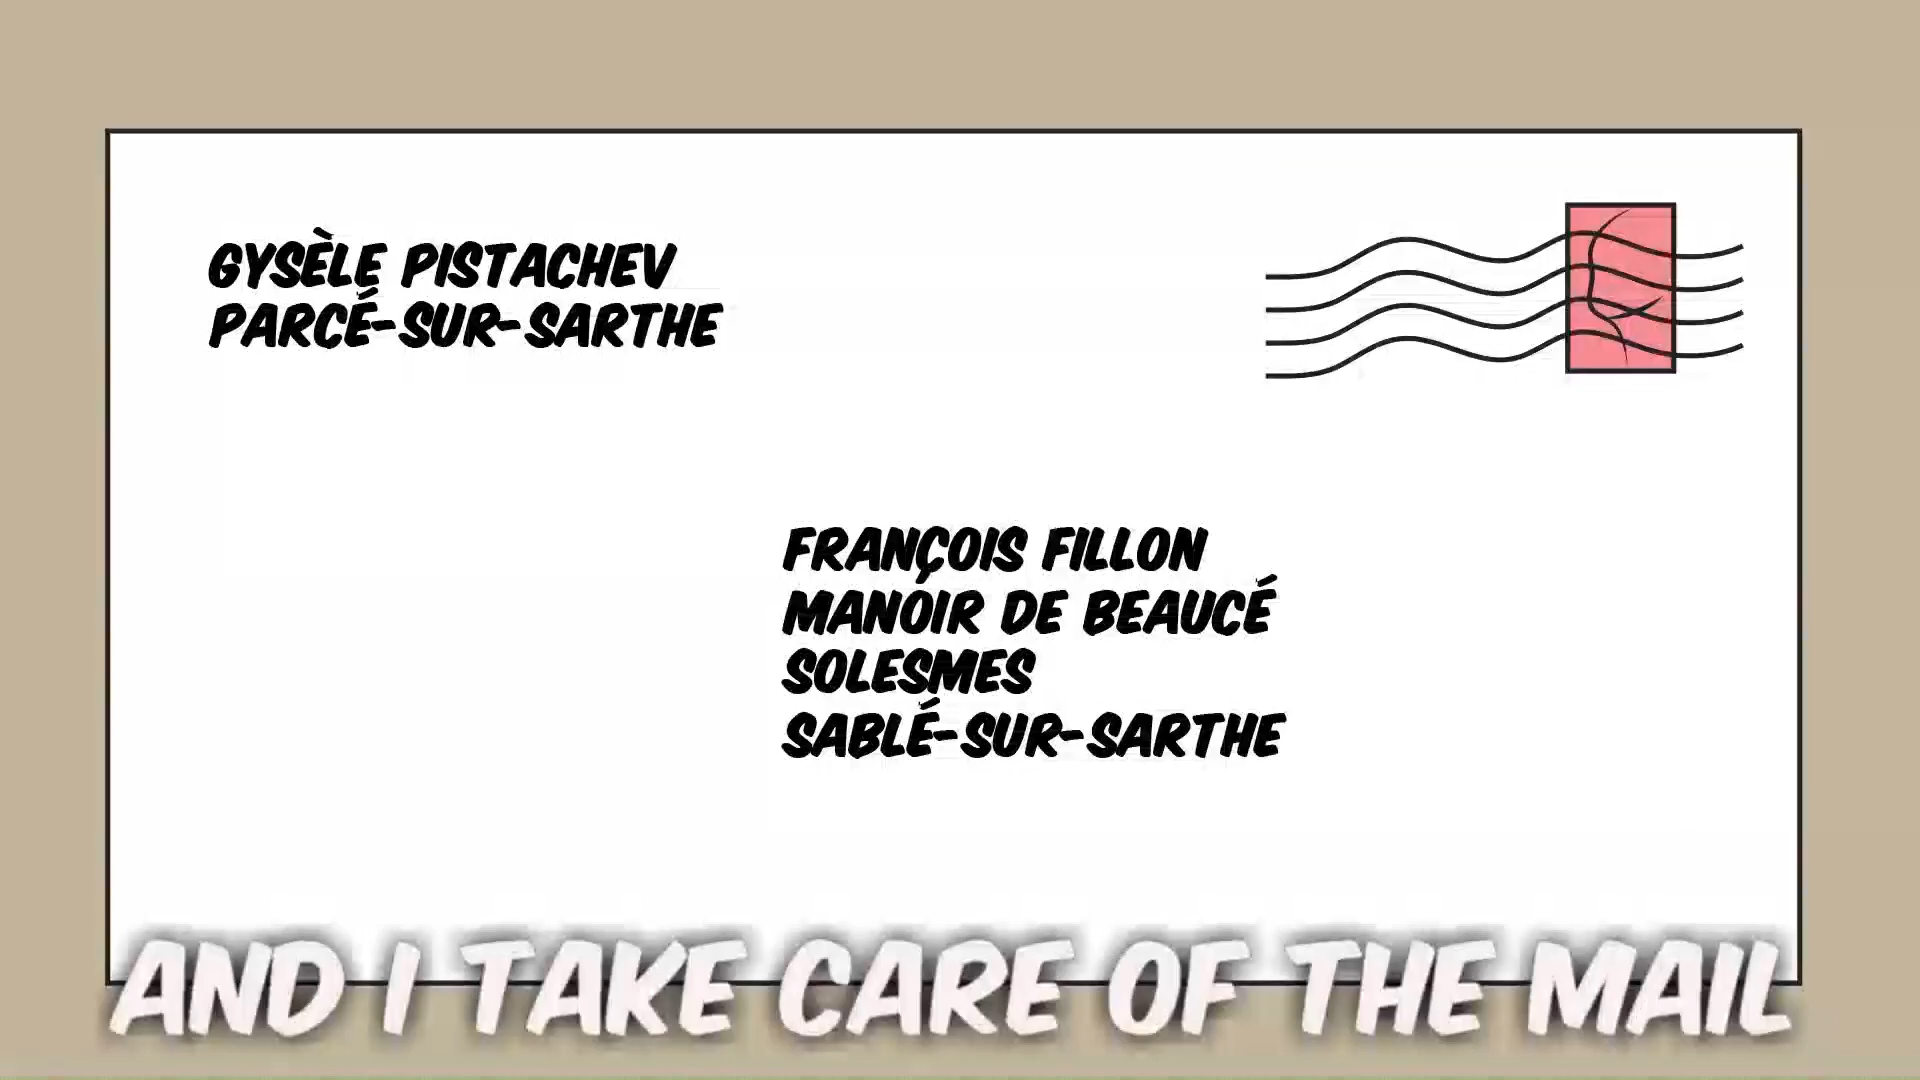 GYSÈLE PISTACHEV
PARCÉ-SUR-SARTHE
FRANÇOIS FILLON
MANOIR DE BEAUCÉ
SOLESMES
SABLÉ-SUR-SARTHE
AND I TAKE CARE OF THE MAIL